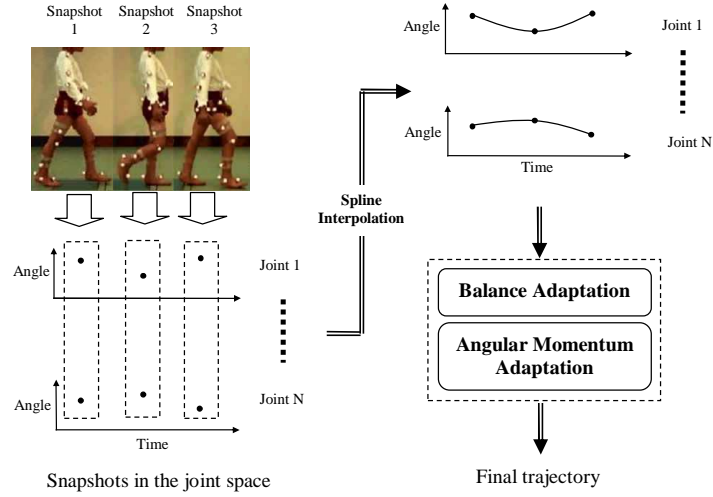 Snapshot
1
Snapshot
2
Snapshot
3
Angle
Joint 1
Angle
Joint N
Time
Snapshots in the joint space
Spline
Interpolation
Angle
Joint 1
Angle
Joint N
Time
Balance Adaptation
Angular Momentum
Adaptation
Final trajectory